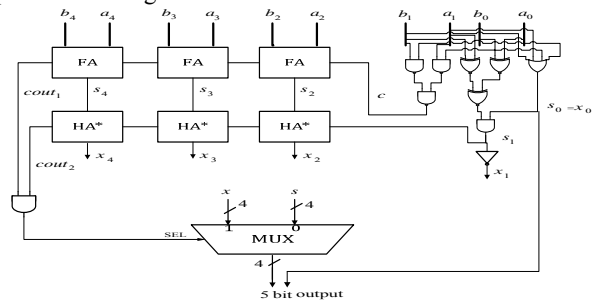 b4 a4 b3 a3 b2 a2 b1 a1 b0 a0
FA FA FA
cout1 s4 s3 s2 c s0 = x0
HA* HA* HA* s1
cout2 x4 x3 x2 x1
x s
4 4
1 0
SEL MUX
4
5 bit output